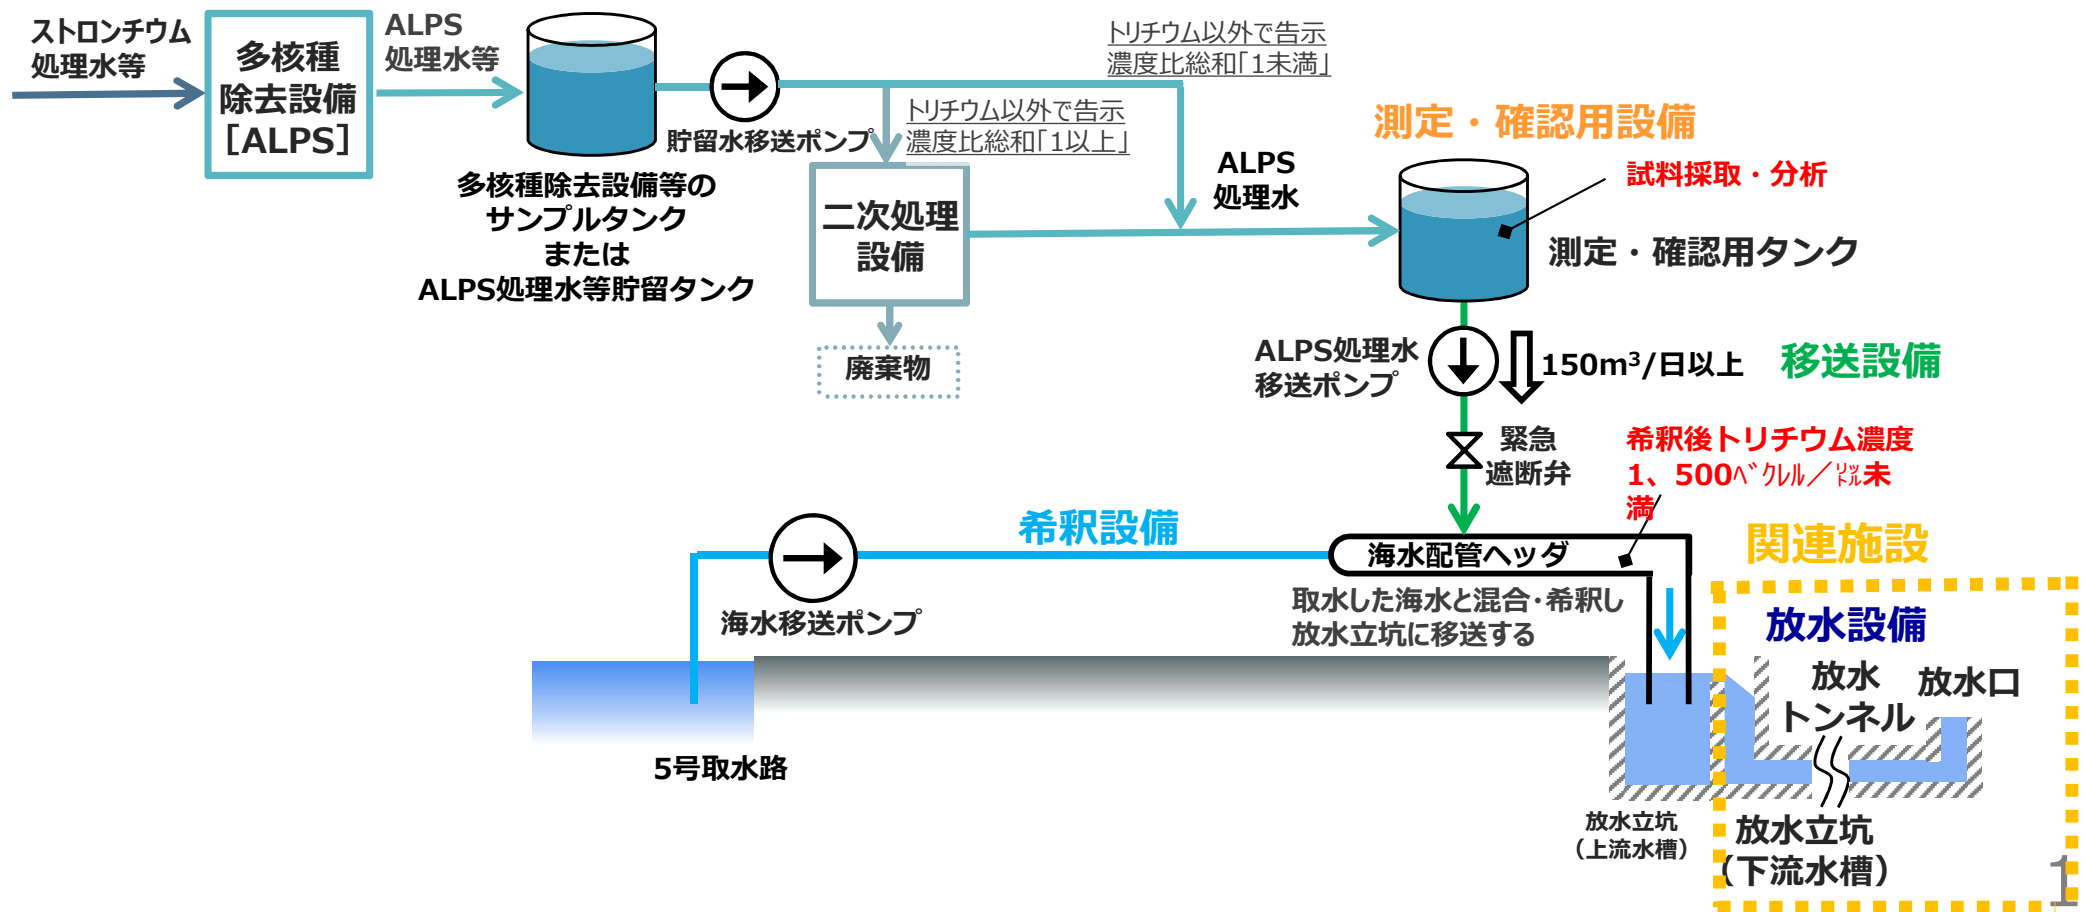 ストロンチウム
処理水等
多核種
除去設備
[ALPS]
ALPS
処理水等
貯留水移送ポンプ
多核種除去設備等の
サンプルタンク
または
ALPS処理水等貯留タンク
トリチウム以外で告示
濃度比総和「1未満」
トリチウム以外で告示
濃度比総和「1以上」
二次処理
設備
廃棄物
ALPS
処理水
測定・確認用設備
試料採取・分析
測定・確認用タンク
ALPS処理水
移送ポンプ
150m³/日以上
移送設備
緊急
遮断弁
希釈後トリチウム濃度
1、500ベクレル／リットル未
満
希釈設備
海水配管ヘッダ
関連施設
海水移送ポンプ
取水した海水と混合・希釈し
放水立坑に移送する
放水設備
放水
トンネル
放水口
5号取水路
放水立坑
（上流水槽）
放水立坑
（下流水槽）
1